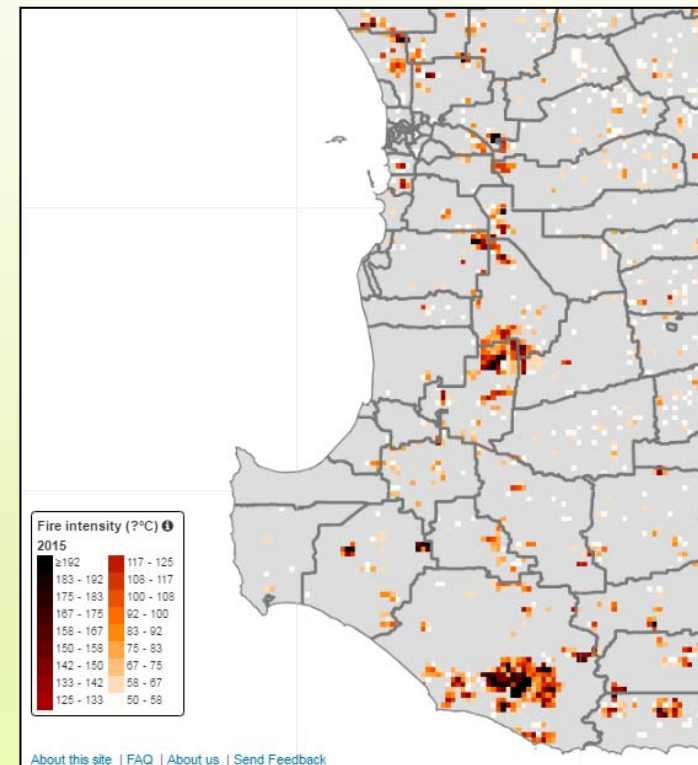 Fire intensity (?°C)
2015
≥192
183 - 192
175 - 183
167 - 175
158 - 167
150 - 158
142 - 150
133 - 142
125 - 133
117 - 125
108 - 117
100 - 108
92 - 100
83 - 92
75 - 83
67 - 75
58 - 67
50 - 58
About this site | FAQ | About us | Send Feedback